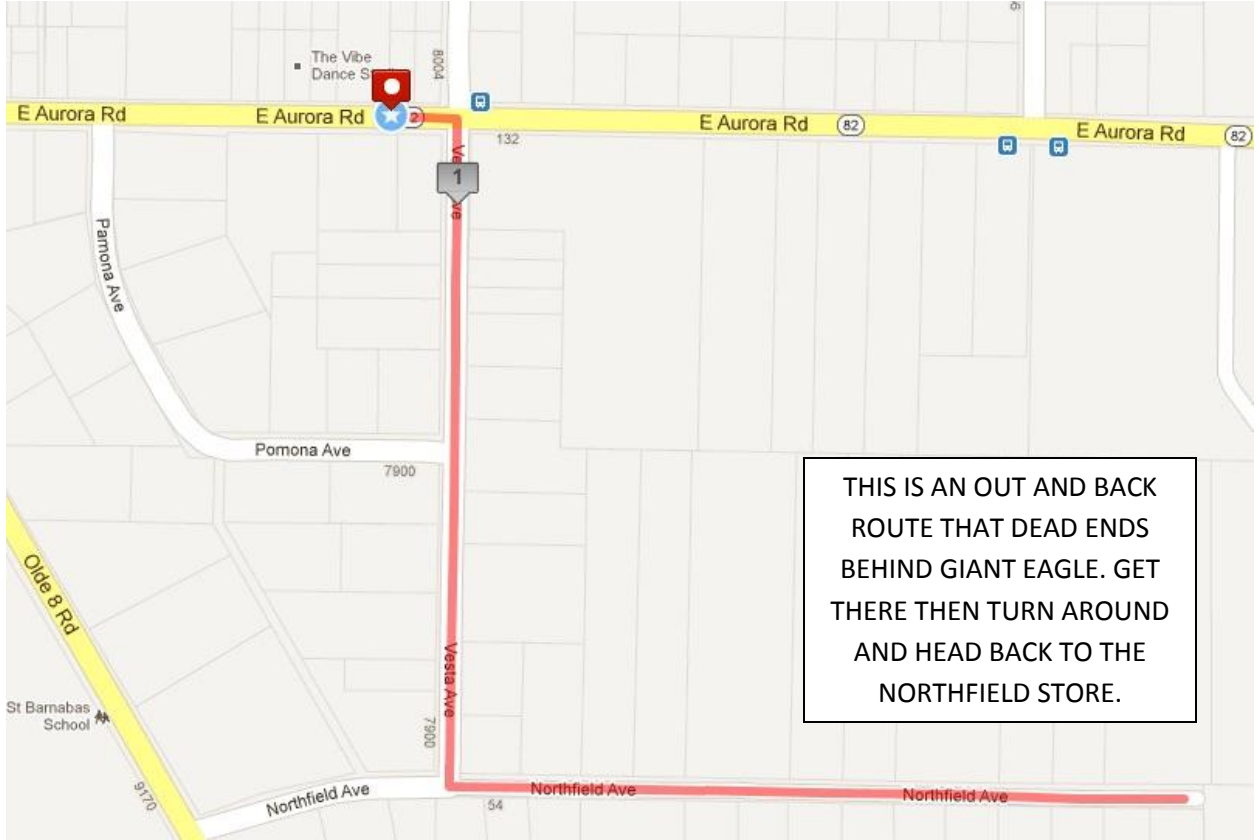 The Vibe
Dance S
8004
E Aurora Rd
E Aurora Rd
2
E Aurora Rd
82
E Aurora Rd
82
132
Ve
1
ve
Pamona Ave
Pomona Ave
7900
THIS IS AN OUT AND BACK
ROUTE THAT DEAD ENDS
BEHIND GIANT EAGLE. GET
THERE THEN TURN AROUND
AND HEAD BACK TO THE
NORTHFIELD STORE.
Olde 8 Rd
Vesta Ave
St Barnabas
School
7900
9170
Northfield Ave
54
Northfield Ave
Northfield Ave